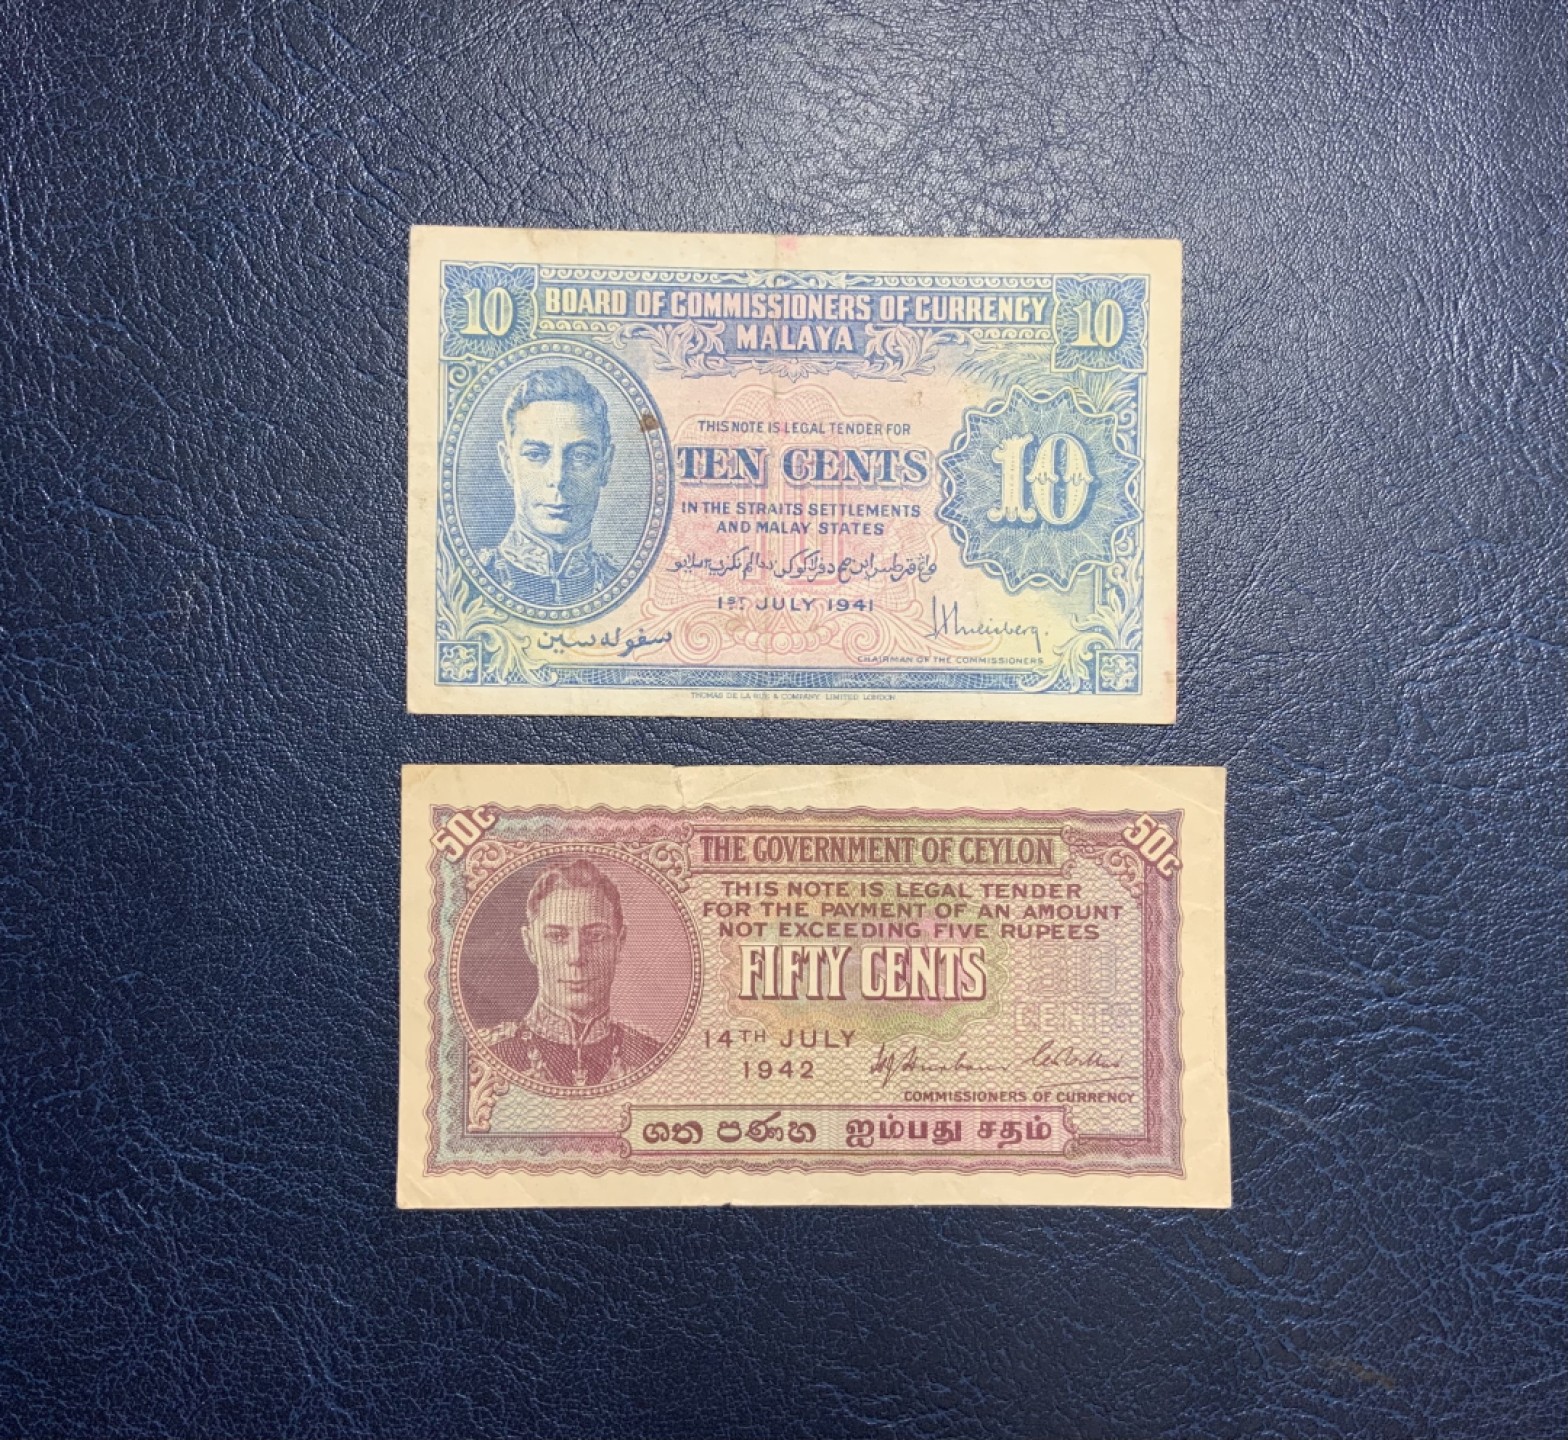 10 BOARD OF COMMISSIONERS OF CURRENCY 10
MALAYA
THIS NOTE IS LEGAL TENDER FOR
TEN CENTS
10
IN THE STRAITS SETTLEMENTS
AND MALAY STATES
1ST JULY 1941
سفوله سين
CHAIRMAN OF THE COMMISSIONERS
THOMAS DE LA RUE & COMPANY, LIMITED, LONDON
50c 50c
THE GOVERNMENT OF CEYLON
THIS NOTE IS LEGAL TENDER
FOR THE PAYMENT OF AN AMOUNT
NOT EXCEEDING FIVE RUPEES
FIFTY CENTS
CENTS
14TH JULY
1942
COMMISSIONERS OF CURRENCY
ශත පණහ ஐம்பது சதம்